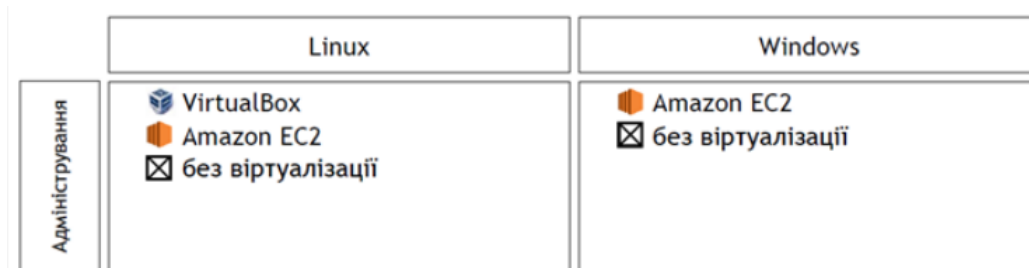 Linux
Windows
Адміністрування
VirtualBox
Amazon EC2
без віртуалізації
Amazon EC2
без віртуалізації